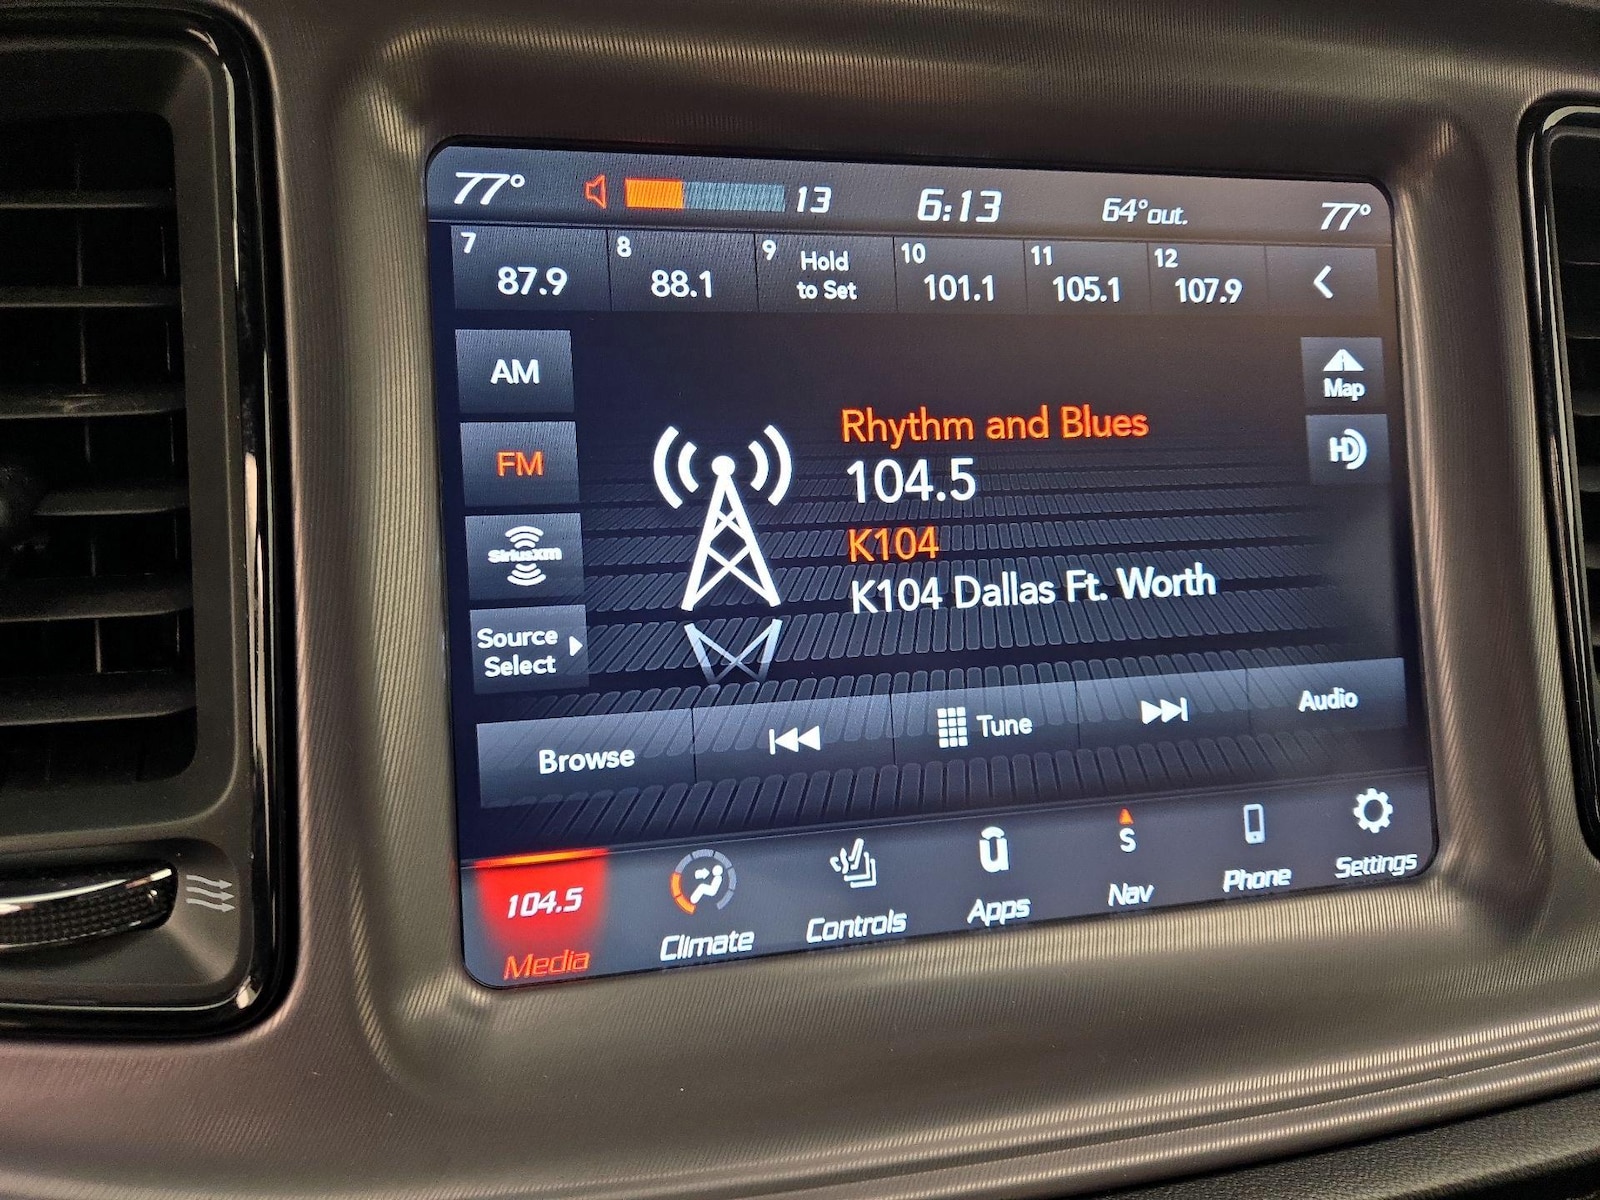 77° 13 6:13 64° out. 77°
7 87.9 8 88.1 9 Hold to Set 10 101.1 11 105.1 12 107.9
AM
FM
SiriusXM
Source
Select
Rhythm and Blues
104.5
K104
K104 Dallas Ft. Worth
Map
HD
Browse Tune Audio
104.5 S
Media Climate Controls Apps Nav Phone Settings